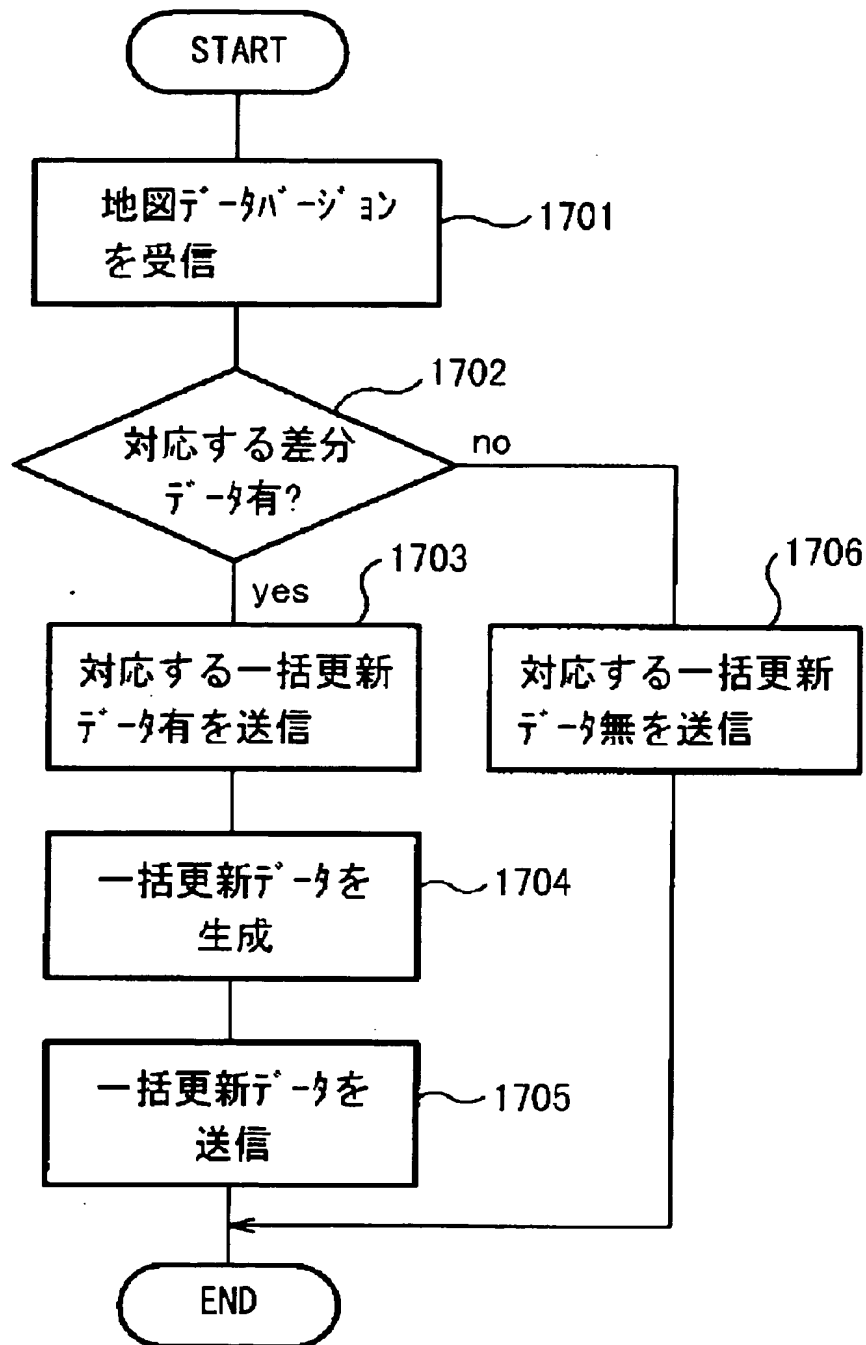 START
地図ﾃﾞｰﾀﾊﾞｰｼﾞｮﾝ
を受信
1701
1702
対応する差分
ﾃﾞｰﾀ有?
no
yes
1703
対応する一括更新
ﾃﾞｰﾀ有を送信
1706
対応する一括更新
ﾃﾞｰﾀ無を送信
一括更新ﾃﾞｰﾀを
生成
1704
一括更新ﾃﾞｰﾀを
送信
1705
END